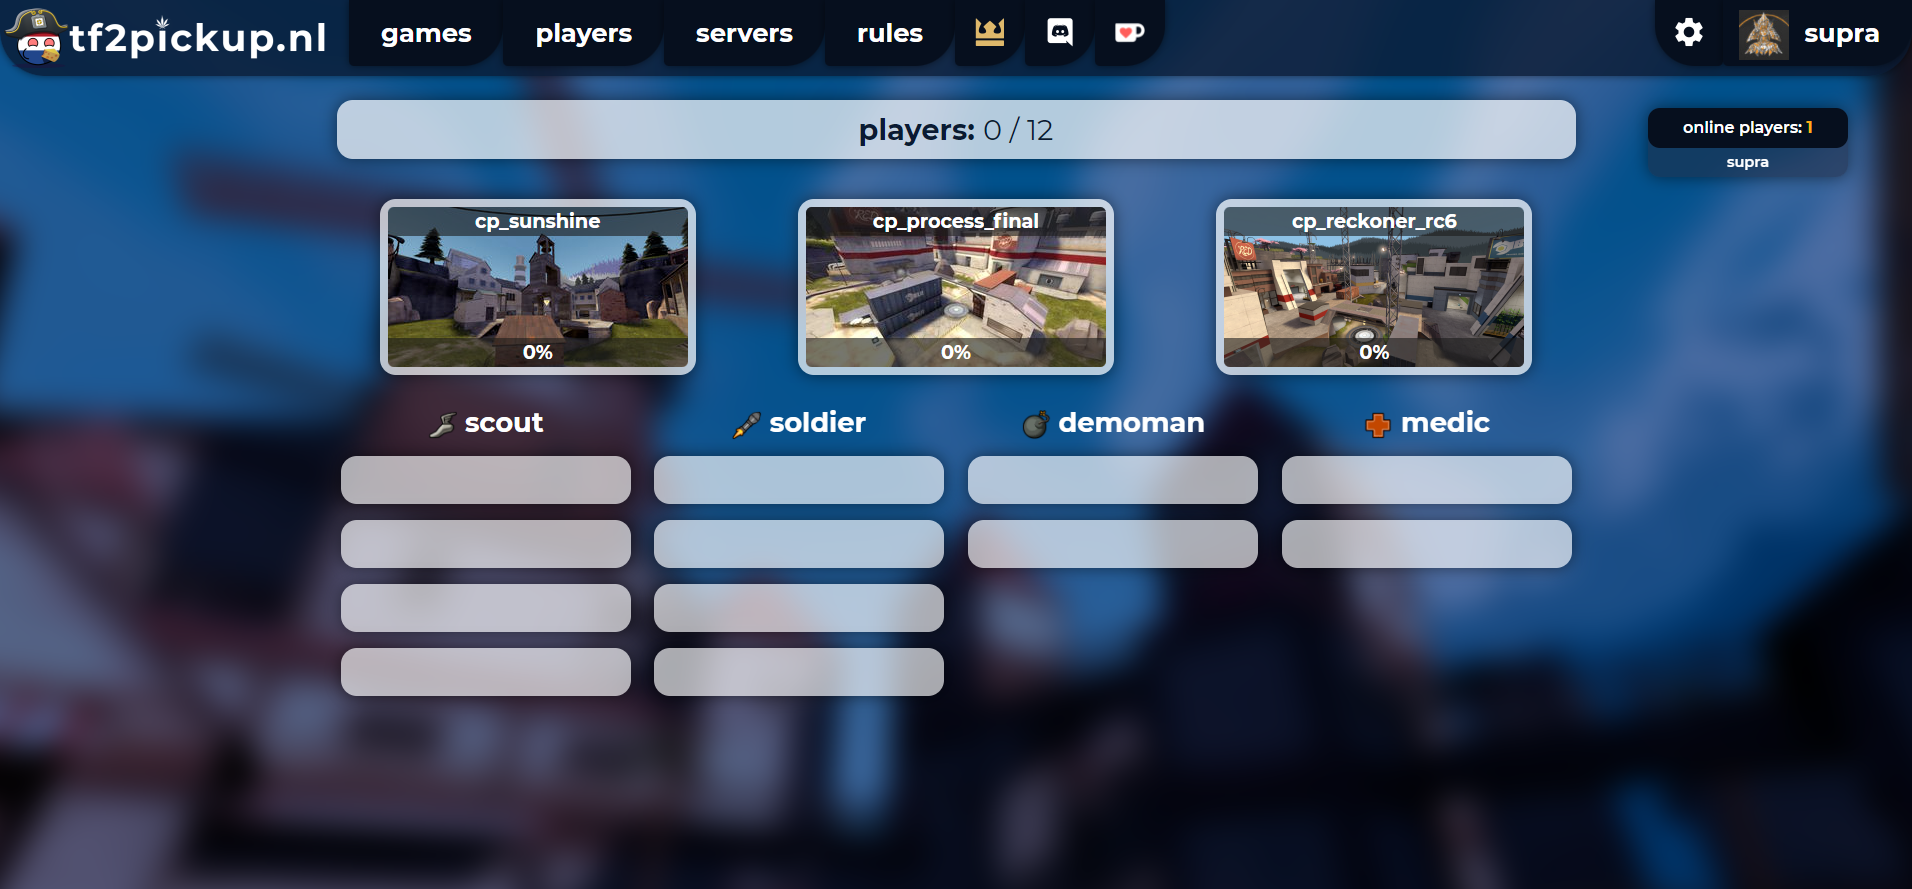 tf2pickup.nl games players servers rules supra
players: 0 / 12
online players: 1
supra
cp_sunshine cp_process_final cp_reckoner_rc6
0% 0% 0%
scout soldier demoman medic